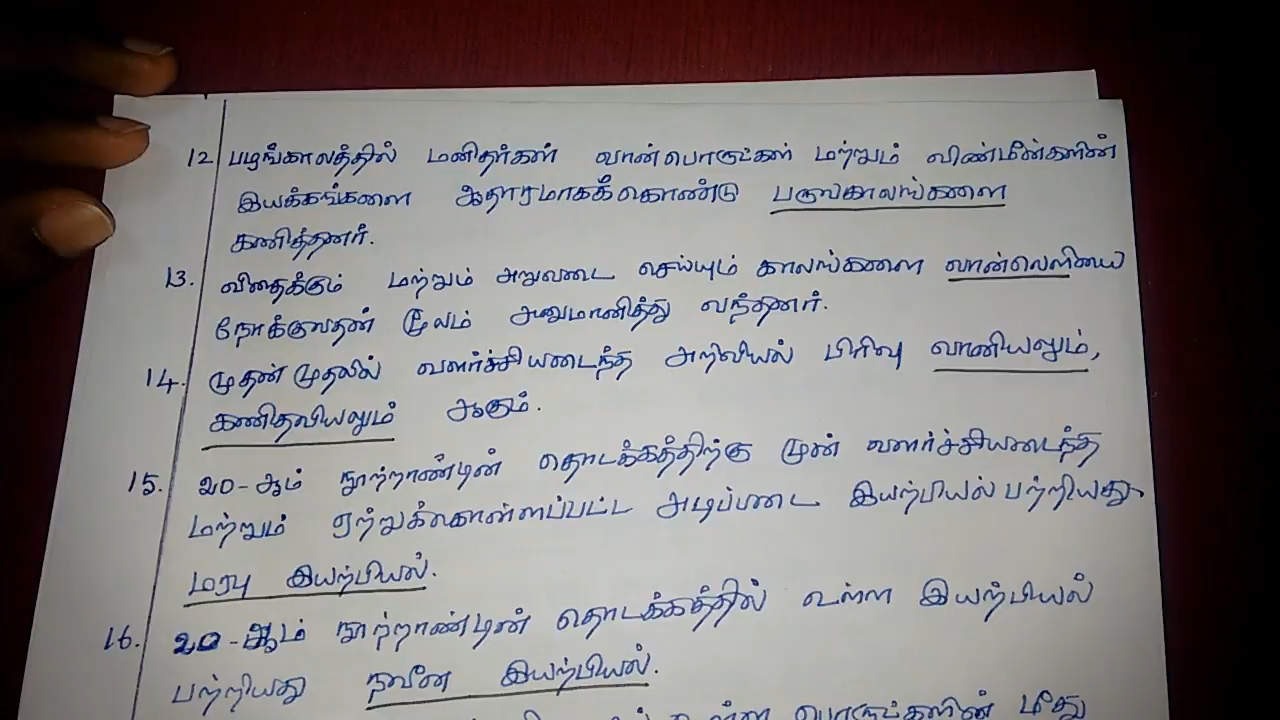 12 பழங்காலத்தில் மனிதர்கள் வான்பொருட்கள் மற்றும் விண்மீன்களின்
இயக்கங்களை ஆதாரமாகக்கொண்டு பருவகாலங்களை
கணித்தனர்.
13. விதைக்கும் மற்றும் அறுவடை செய்யும் காலங்களை வான்வெளியை
நோக்குவதன் மூலம் அனுமானித்து வந்தனர்.
14. முதன் முதலில் வளர்ச்சியடைந்த அறிவியல் பிரிவு வானியலும்,
கணிதவியலும் ஆகும்.
15. 20-ஆம் நூற்றாண்டின் தொடக்கத்திற்கு முன் வளர்ச்சியடைந்த
மற்றும் ஏற்றுக்கொள்ளப்பட்ட அடிப்படை இயற்பியல் பற்றியது
மரபு இயற்பியல்.
16. 20-ஆம் நூற்றாண்டின் தொடக்கத்தில் உள்ள இயற்பியல்
பற்றியது நவீன இயற்பியல்.
உள்ள பொருட்களின் மீது